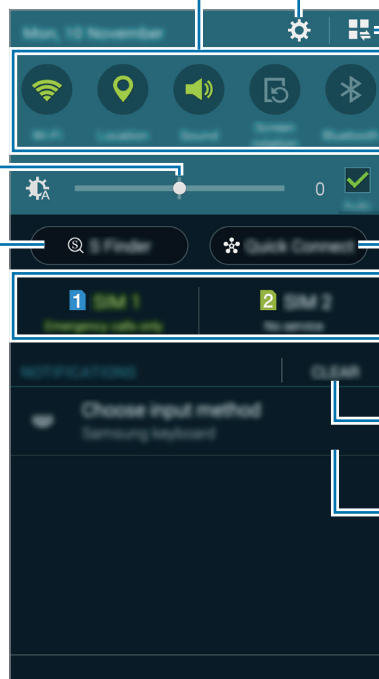 Mon, 10 November
Wi-Fi
Location
Sound
Screen
rotation
Bluetooth
A
0
Auto
S
S Finder
Quick Connect
1
SIM 1
2
SIM 2
Emergency calls only
No service
NOTIFICATIONS
CLEAR
Choose input method
Samsung keyboard